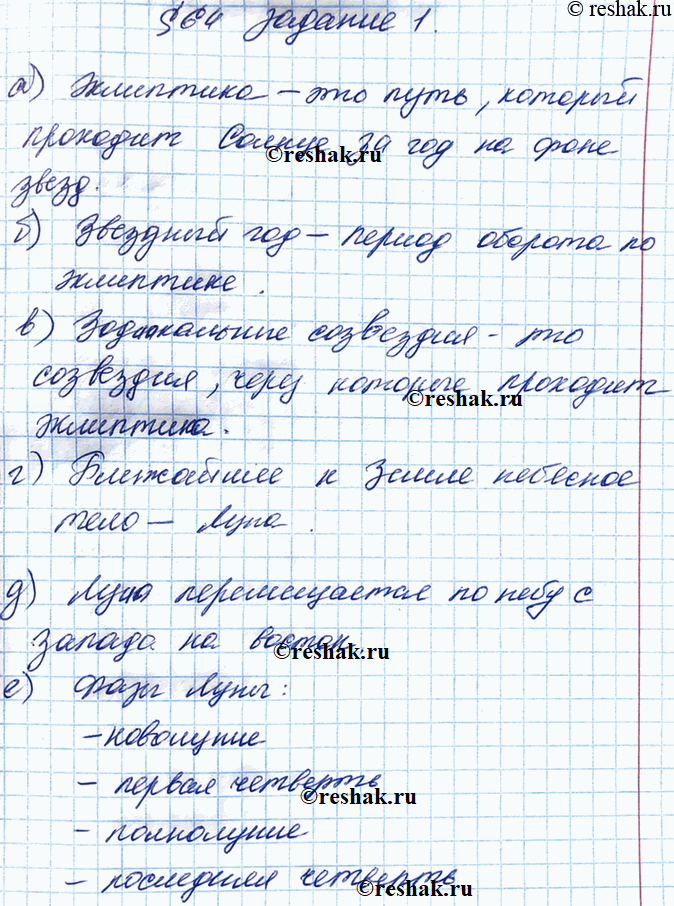 © reshak.ru
§64 Задание 1.
а) Эклиптика – это путь, который
проходит Солнце за год на фоне
© reshak.ru
звезд.
б) Звездный год – период оборота по
эклиптике.
в) Зодиакальные созвездия - это
созвездия, через которые проходит
© reshak.ru
эклиптика.
г) Ближайшее к Земле небесное
тело – Луна.
д) Луна перемещается по небу с
запада на восток
© reshak.ru
е) Фазы Луны:
– новолуние
– первая четверть
© reshak.ru
– полнолуние
– последняя четверть
© reshak.ru